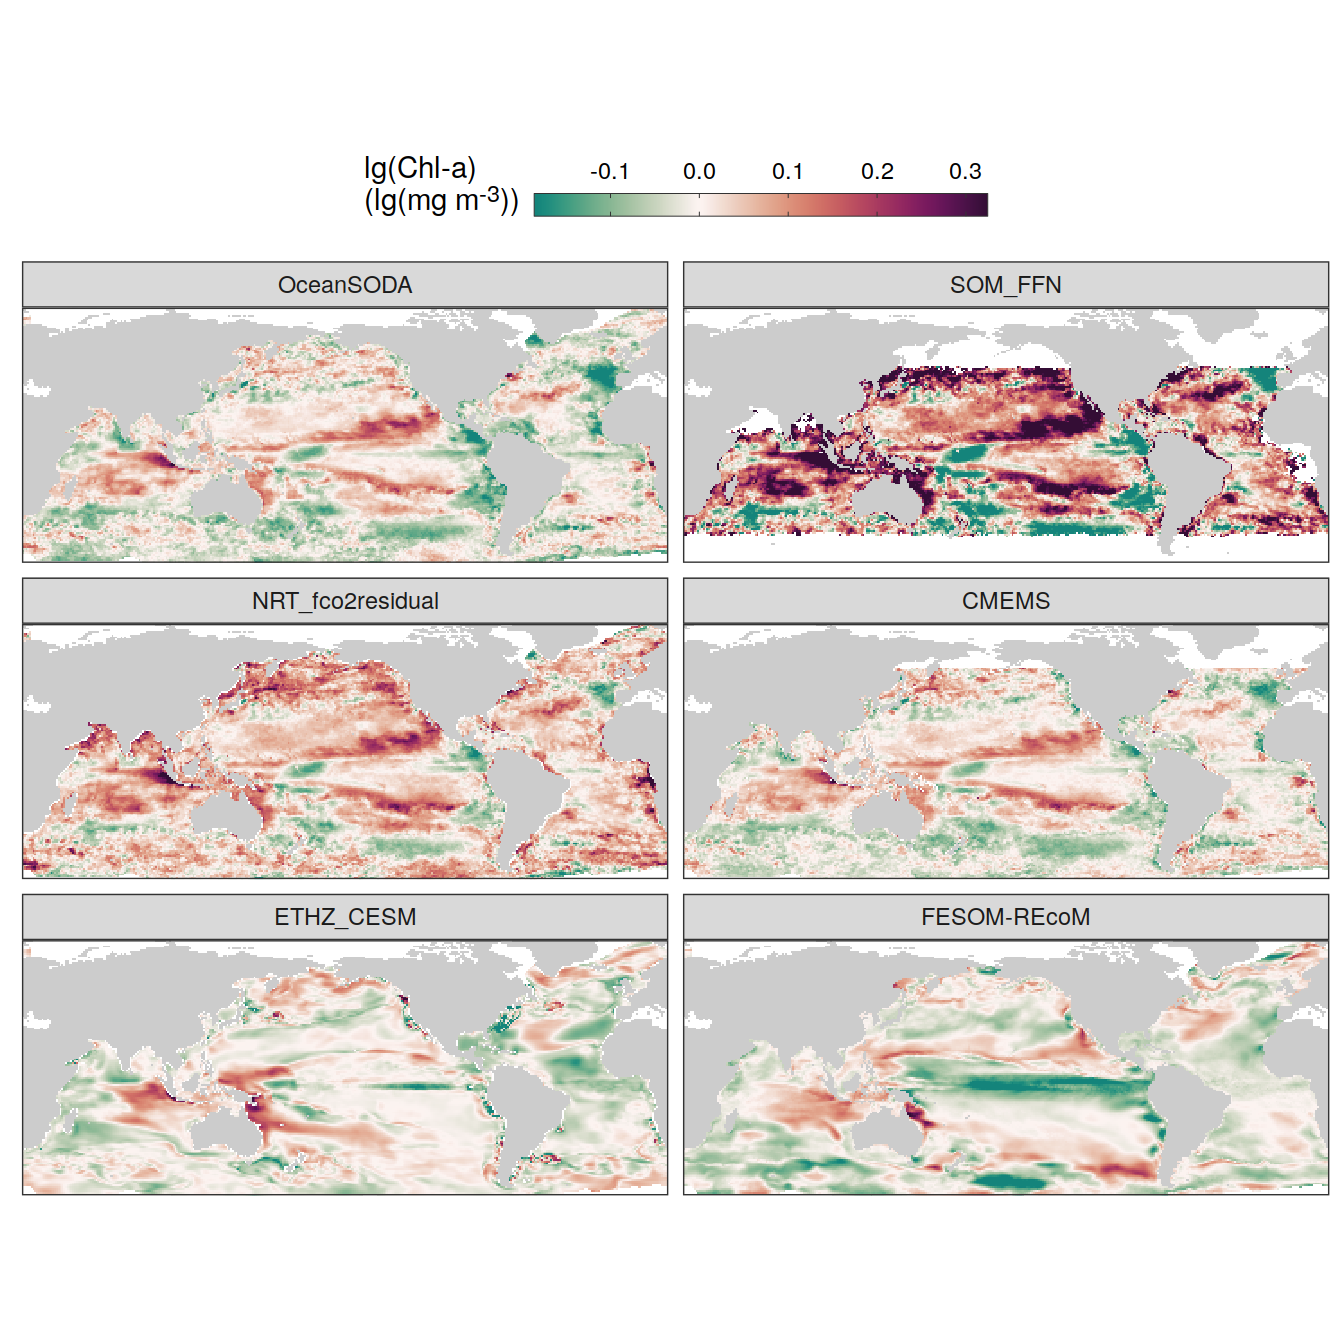 lg(Chl-a)
(lg(mg m-3))
-0.1 0.0 0.1 0.2 0.3
OceanSODA
SOM_FFN
NRT_fco2residual
CMEMS
ETHZ_CESM
FESOM-REcoM